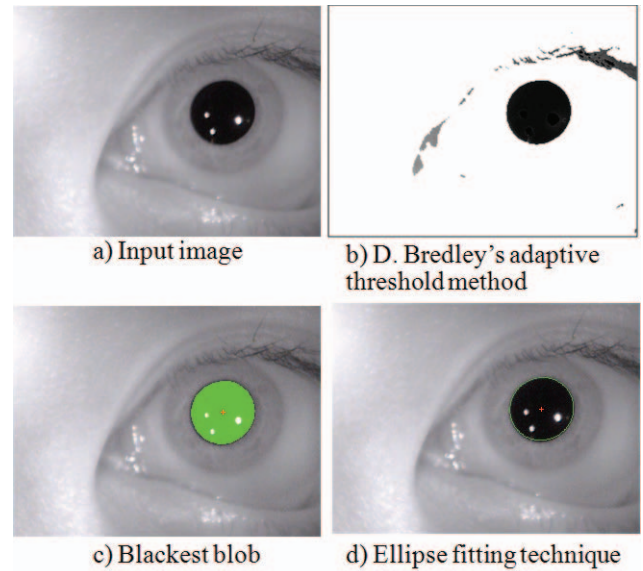 a) Input image
b) D. Bredley's adaptive
threshold method
c) Blackest blob
d) Ellipse fitting technique